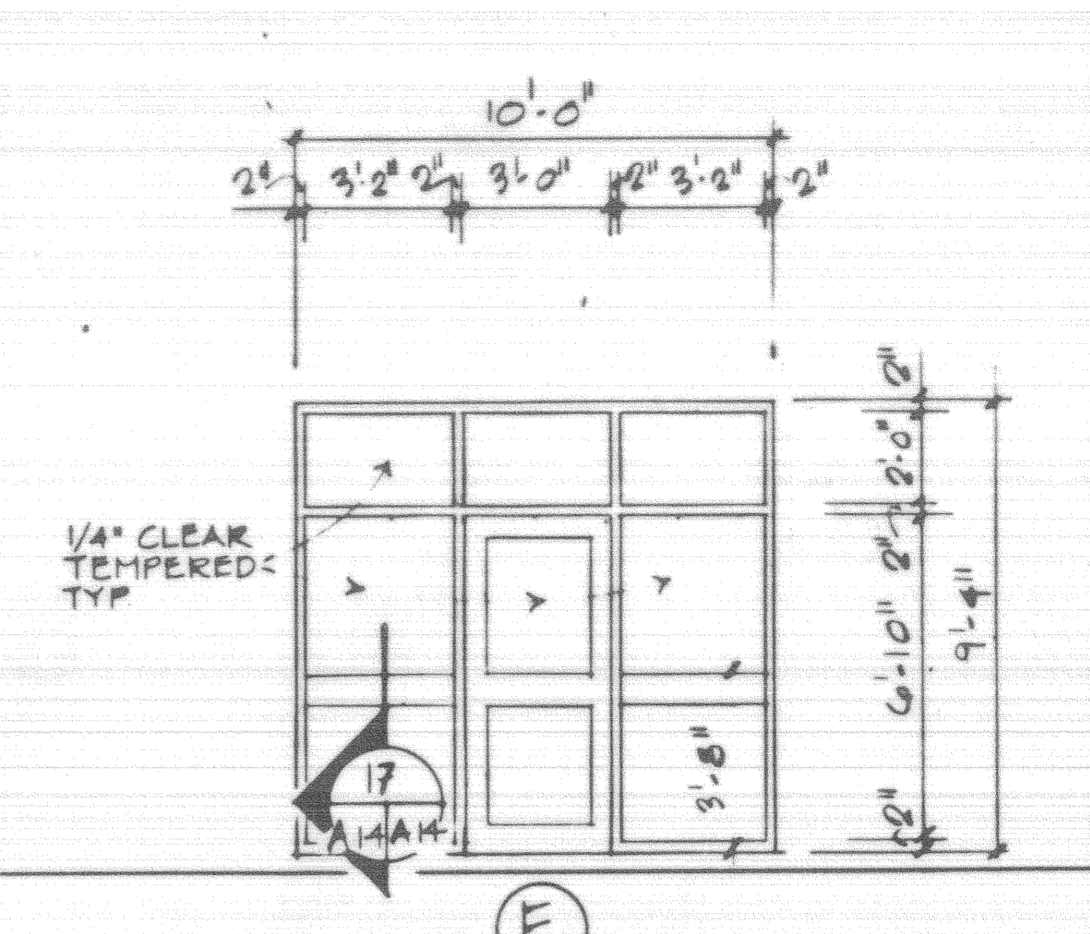 10'-0"
2" 3'-2" 2" 3'-0" 2" 3'-2" 2"
2"
2'-0"
2"
6'-10"
2"
9'-4"
1/4" CLEAR
TEMPERED
TYP.
3'-8"
17
A14 A14
E